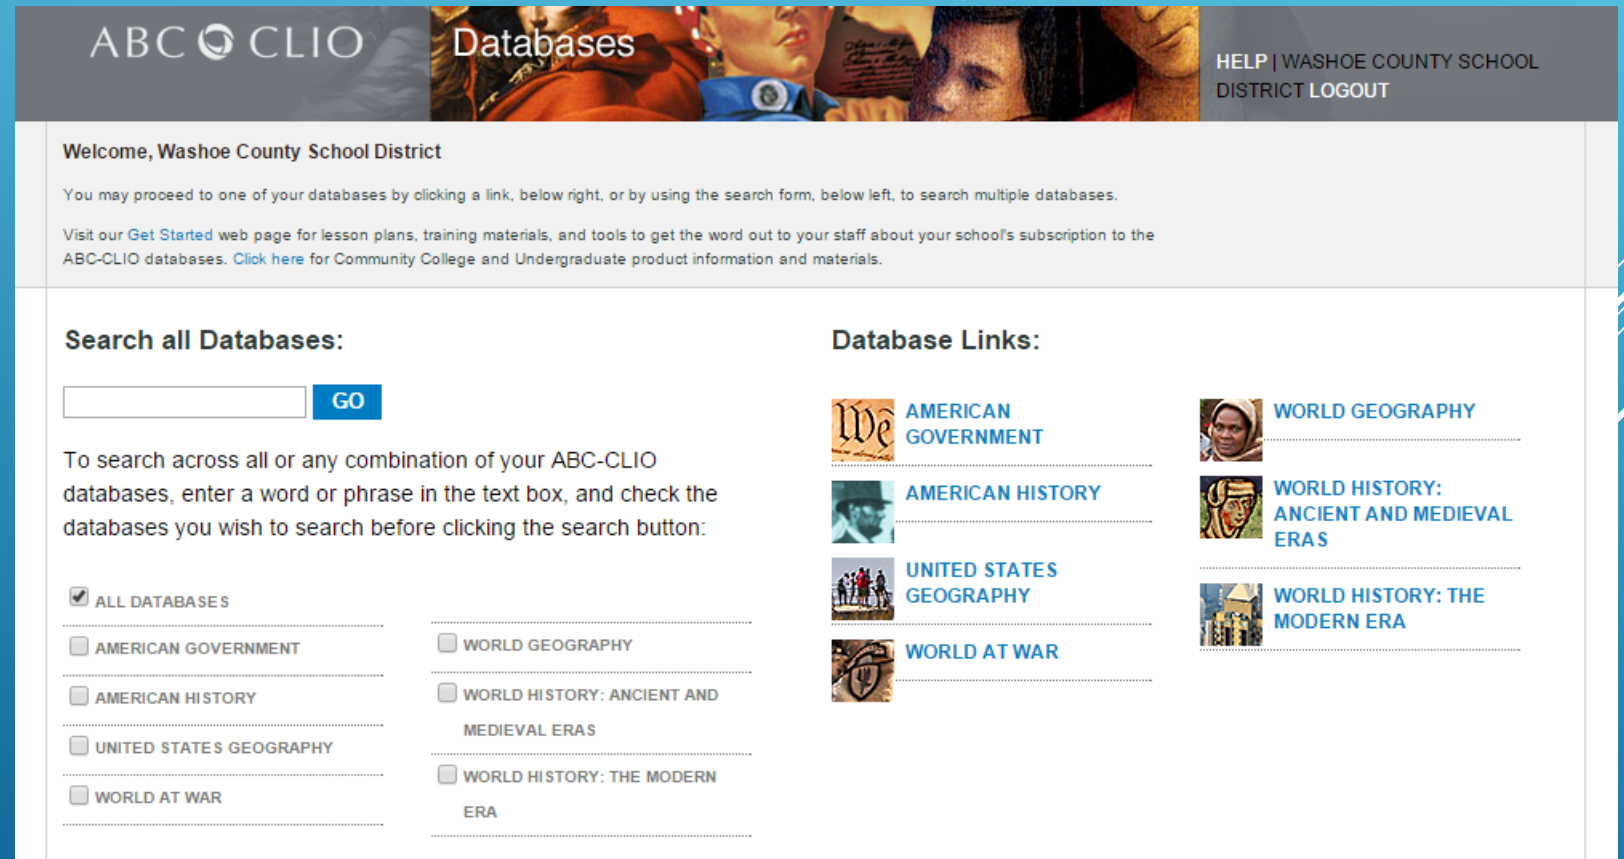 ABC CLIO
Databases
HELP | WASHOE COUNTY SCHOOL
DISTRICT LOGOUT
Welcome, Washoe County School District
You may proceed to one of your databases by clicking a link, below right, or by using the search form, below left, to search multiple databases.
Visit our Get Started web page for lesson plans, training materials, and tools to get the word out to your staff about your school's subscription to the
ABC-CLIO databases. Click here for Community College and Undergraduate product information and materials.
Search all Databases:
GO
To search across all or any combination of your ABC-CLIO
databases, enter a word or phrase in the text box, and check the
databases you wish to search before clicking the search button:
ALL DATABASES
AMERICAN GOVERNMENT
AMERICAN HISTORY
UNITED STATES GEOGRAPHY
WORLD AT WAR
WORLD GEOGRAPHY
WORLD HISTORY: ANCIENT AND
MEDIEVAL ERAS
WORLD HISTORY: THE MODERN
ERA
Database Links:
We
AMERICAN
GOVERNMENT
AMERICAN HISTORY
UNITED STATES
GEOGRAPHY
WORLD AT WAR
WORLD GEOGRAPHY
WORLD HISTORY:
ANCIENT AND MEDIEVAL
ERAS
WORLD HISTORY: THE
MODERN ERA